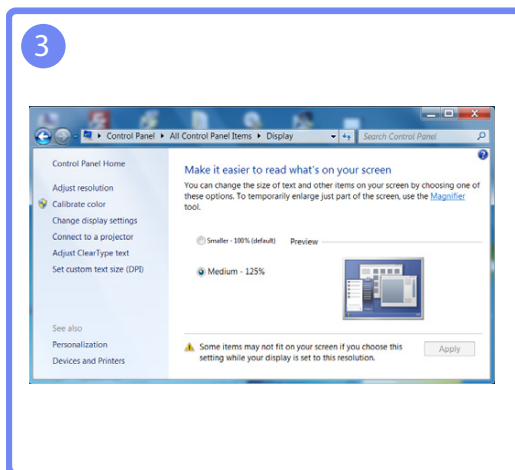 3
Control Panel ▸ All Control Panel Items ▸ Display
Search Control Panel
Control Panel Home
Adjust resolution
Calibrate color
Change display settings
Connect to a projector
Adjust ClearType text
Set custom text size (DPI)
See also
Personalization
Devices and Printers
Make it easier to read what's on your screen
You can change the size of text and other items on your screen by choosing one of
these options. To temporarily enlarge just part of the screen, use the Magnifier
tool.
Smaller - 100% (default)
Preview
Medium - 125%
Some items may not fit on your screen if you choose this
setting while your display is set to this resolution.
Apply